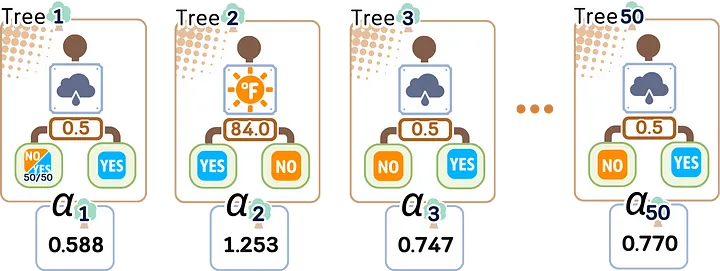 Tree 1
Tree 2
Tree 3
Tree 50
°F
0.5
84.0
0.5
0.5
NO
YES
50/50
YES
YES
NO
NO
YES
NO
YES
α1
α2
α3
α50
0.588
1.253
0.747
0.770